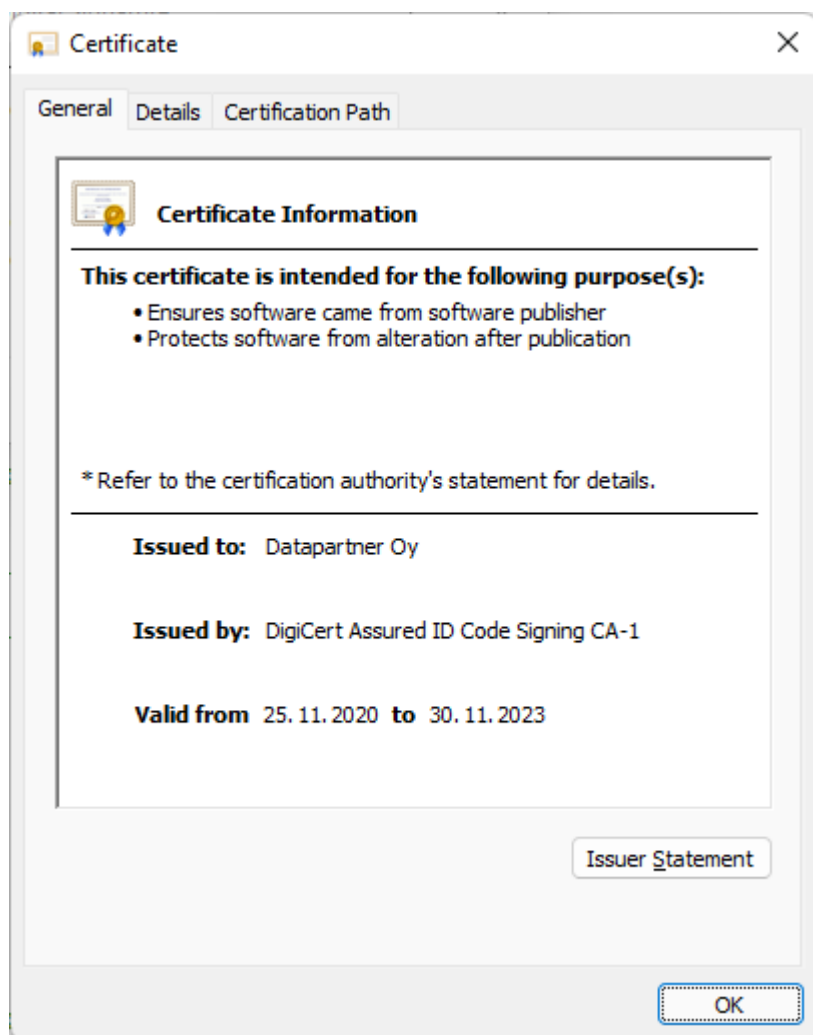 Certificate
General Details Certification Path
Certificate Information
This certificate is intended for the following purpose(s):
• Ensures software came from software publisher
• Protects software from alteration after publication
* Refer to the certification authority's statement for details.
Issued to: Datapartner Oy
Issued by: DigiCert Assured ID Code Signing CA-1
Valid from 25. 11. 2020 to 30. 11. 2023
Issuer Statement
OK